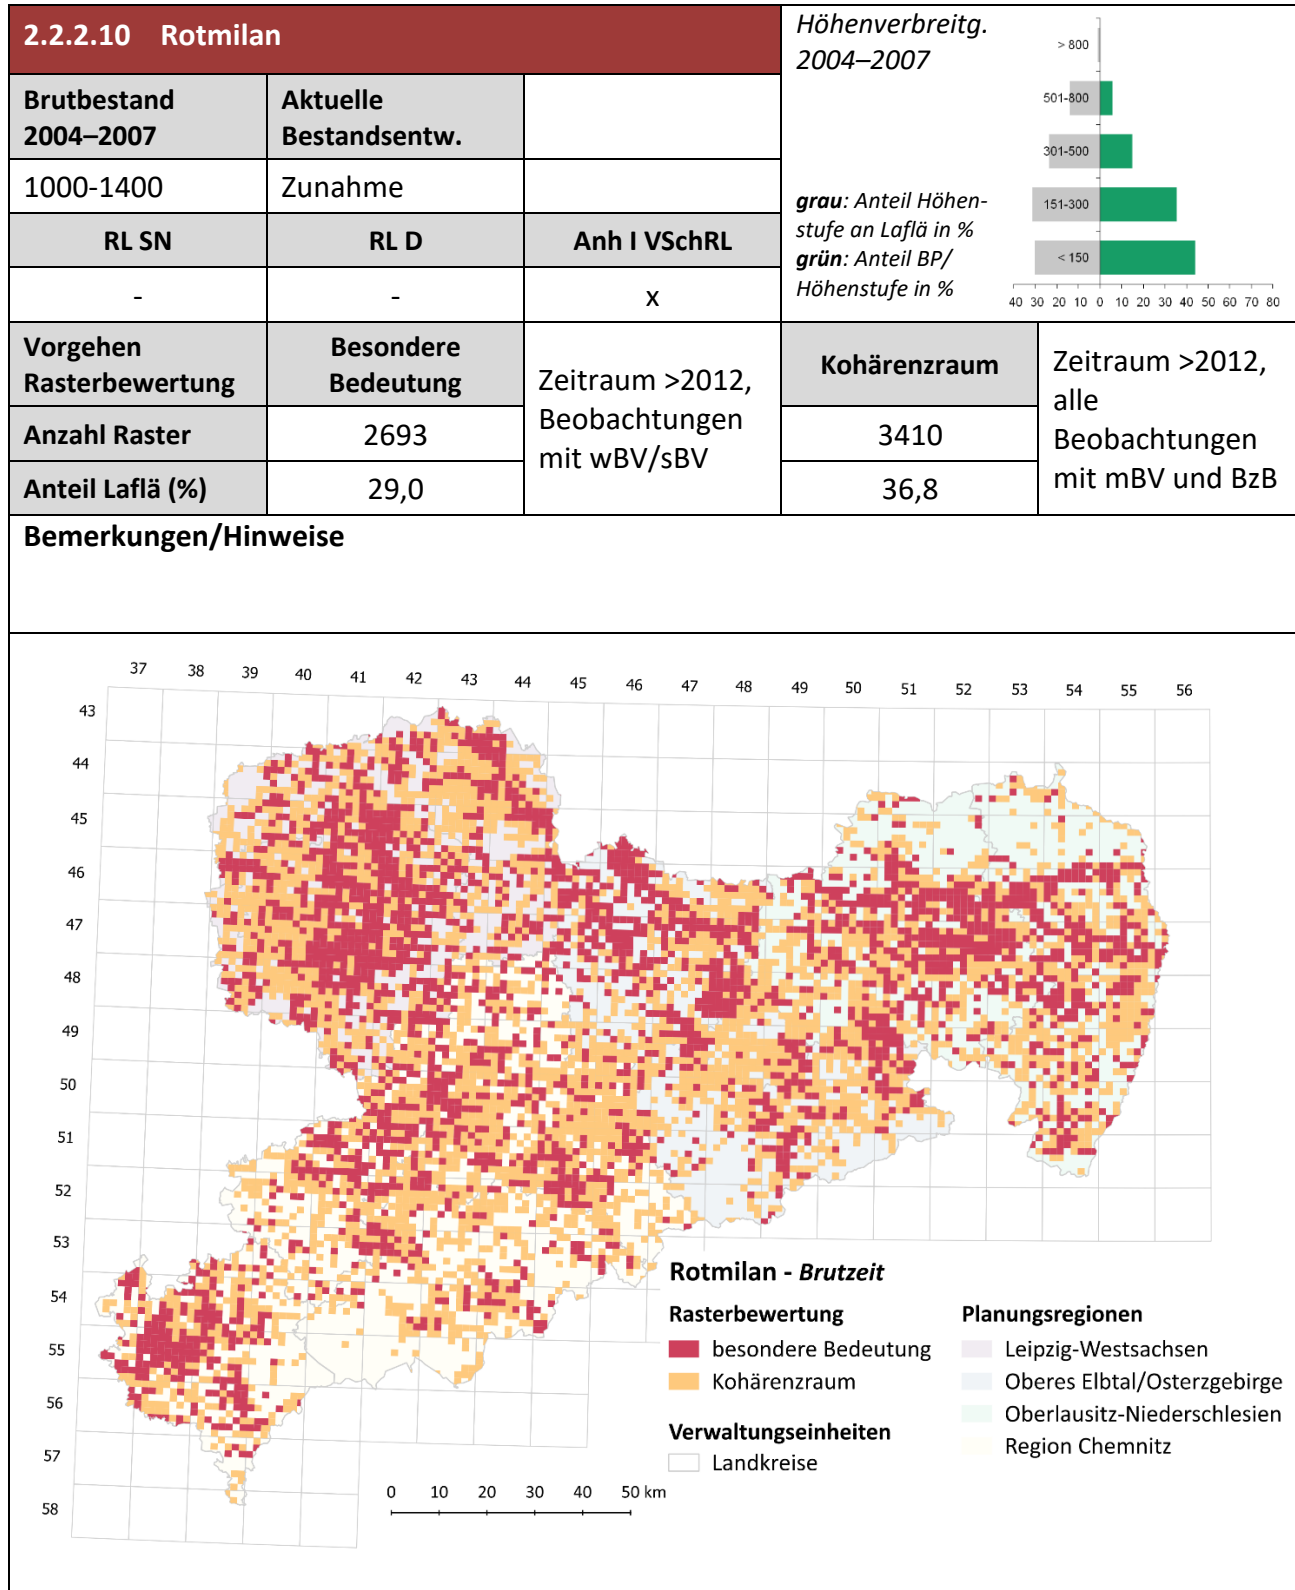 2.2.2.10 Rotmilan
Höhenverbreitg.
2004–2007
> 800
501-800
301-500
151-300
< 150
40 30 20 10 0 10 20 30 40 50 60 70 80
grau: Anteil Höhen-
stufe an Laflä in %
grün: Anteil BP/
Höhenstufe in %
Brutbestand
2004–2007
Aktuelle
Bestandsentw.
1000-1400
Zunahme
RL SN
RL D
Anh I VSchRL
-
-
x
Vorgehen
Rasterbewertung
Besondere
Bedeutung
Zeitraum >2012,
Beobachtungen
mit wBV/sBV
Kohärenzraum
Zeitraum >2012,
alle
Beobachtungen
mit mBV und BzB
Anzahl Raster
2693
3410
Anteil Laflä (%)
29,0
36,8
Bemerkungen/Hinweise
37 38 39 40 41 42 43 44 45 46 47 48 49 50 51 52 53 54 55 56
43
44
45
46
47
48
49
50
51
52
53
54
55
56
57
58
Rotmilan - Brutzeit
Rasterbewertung
besondere Bedeutung
Kohärenzraum
Verwaltungseinheiten
Landkreise
Planungsregionen
Leipzig-Westsachsen
Oberes Elbtal/Osterzgebirge
Oberlausitz-Niederschlesien
Region Chemnitz
0 10 20 30 40 50 km